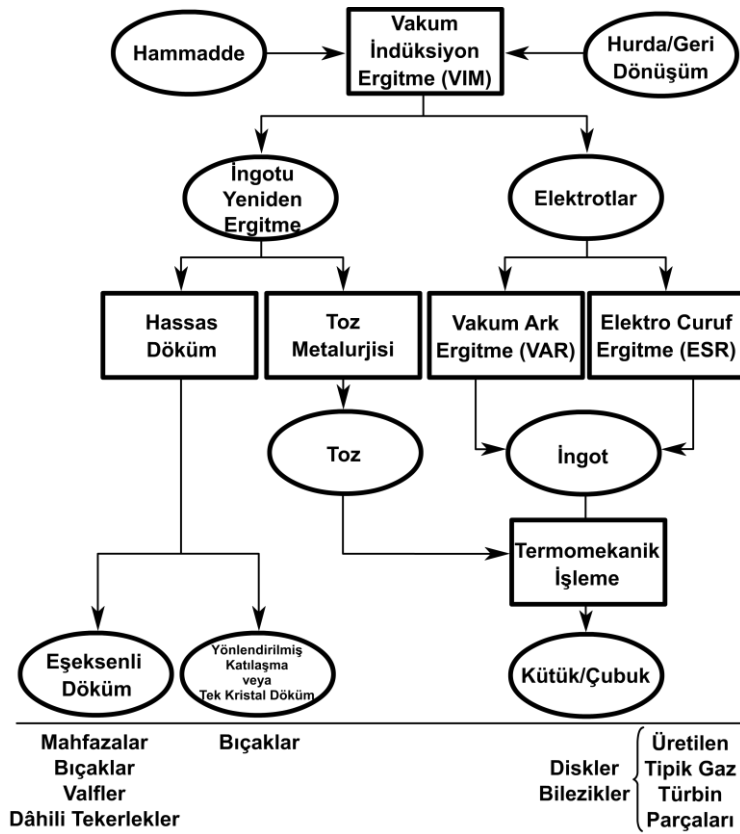 Hammadde
Vakum
İndüksiyon
Ergitme (VIM)
Hurda/Geri
Dönüşüm
İngotu
Yeniden
Ergitme
Elektrotlar
Hassas
Döküm
Toz
Metalurjisi
Vakum Ark
Ergitme (VAR)
Elektro Curuf
Ergitme (ESR)
Toz
İngot
Termomekanik
İşleme
Eşeksenli
Döküm
Yönlendirilmiş
Katılaşma
veya
Tek Kristal Döküm
Kütük/Çubuk
Mahfazalar
Bıçaklar
Valfler
Dâhili Tekerlekler
Bıçaklar
Diskler
Bilezikler
Üretilen
Tipik Gaz
Türbin
Parçaları